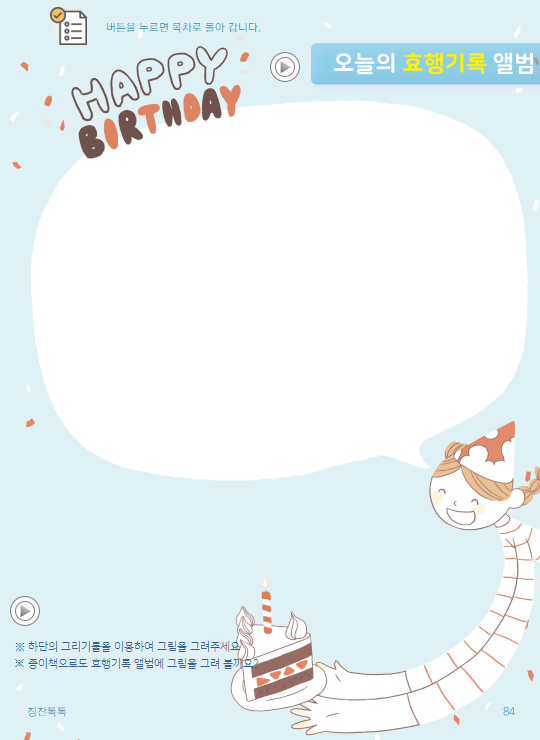 버튼을 누르면 목차로 돌아 갑니다.
HAPPY
BIRTHDAY
오늘의 효행기록 앨범
※ 하단의 그리기를 이용하여 그림을 그려주세요
※ 종이책으로도 효행기록 앨범에 그림을 그려 볼까요?
칭찬톡톡
84